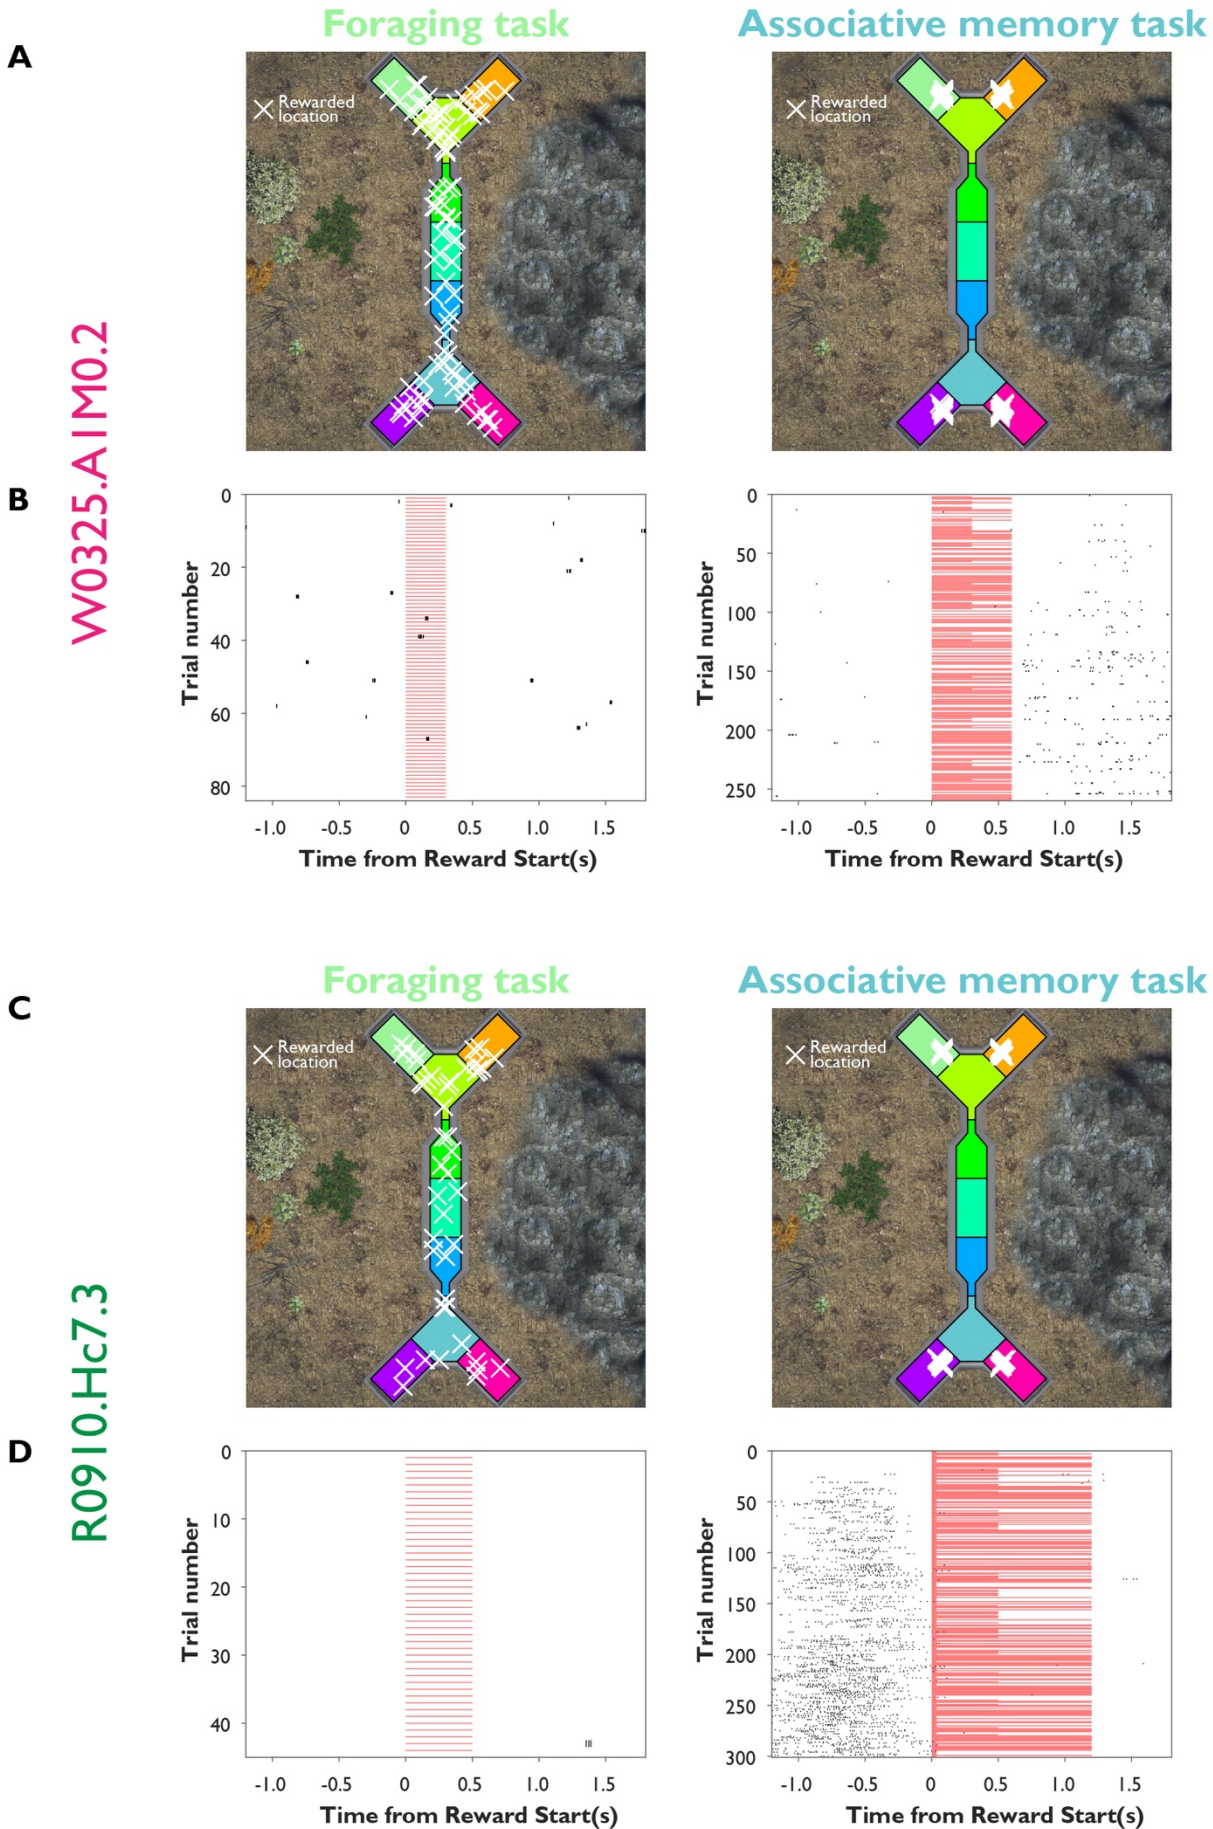 Foraging task
Associative memory task
A
Rewarded
location
Rewarded
location
W0325.A1M0.2
B
Trial number
0
20
40
60
80
-1.0
-0.5
0
0.5
1.0
1.5
Time from Reward Start(s)
Trial number
0
50
100
150
200
250
-1.0
-0.5
0
0.5
1.0
1.5
Time from Reward Start(s)
Foraging task
Associative memory task
C
Rewarded
location
Rewarded
location
R0910.Hc7.3
D
Trial number
0
10
20
30
40
-1.0
-0.5
0
0.5
1.0
1.5
Time from Reward Start(s)
Trial number
0
50
100
150
200
250
300
-1.0
-0.5
0
0.5
1.0
1.5
Time from Reward Start(s)